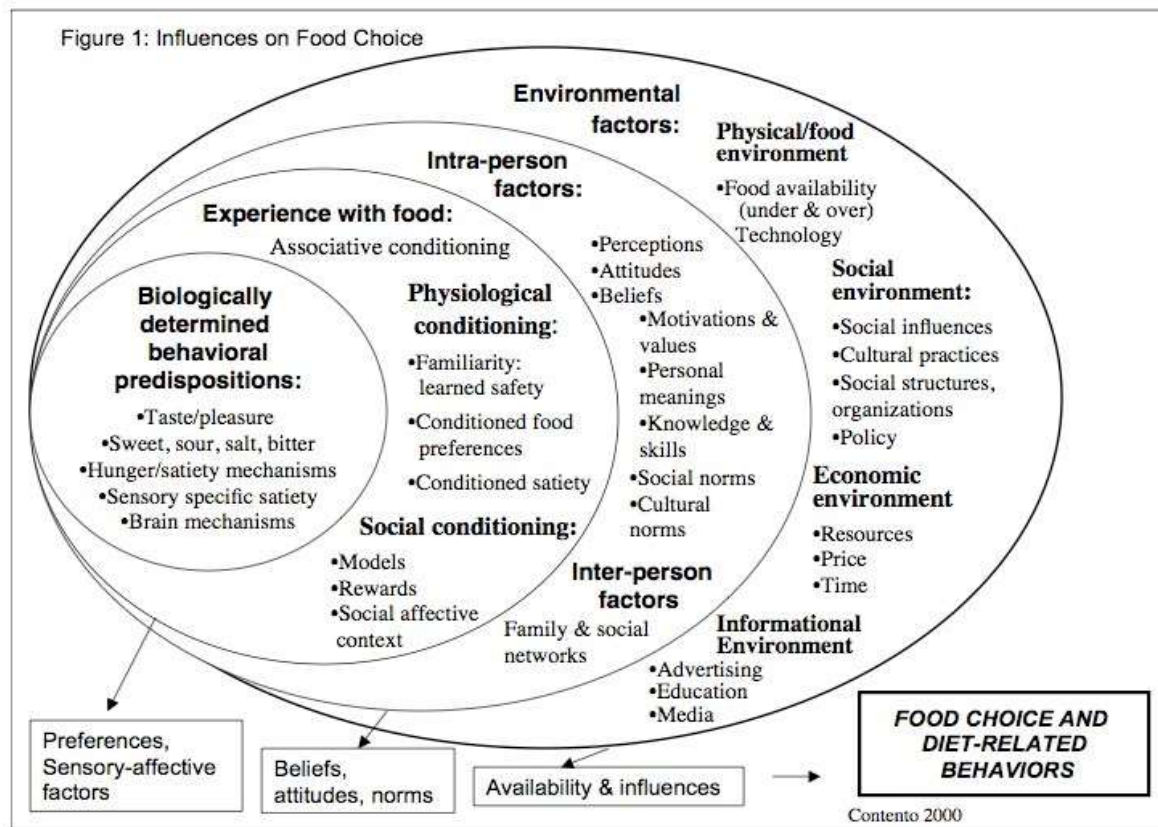 Figure 1: Influences on Food Choice
Environmental
factors:
Physical/food
environment
•Food availability
(under & over)
Technology
Social
environment:
•Social influences
•Cultural practices
•Social structures,
organizations
•Policy
Economic
environment
•Resources
•Price
•Time
Informational
Environment
•Advertising
•Education
•Media
Intra-person
factors:
•Perceptions
•Attitudes
•Beliefs
•Motivations &
values
•Personal
meanings
•Knowledge &
skills
•Social norms
•Cultural
norms
Inter-person
factors
Family & social
networks
Experience with food:
Associative conditioning
Physiological
conditioning:
•Familiarity:
learned safety
•Conditioned food
preferences
•Conditioned satiety
Social conditioning:
•Models
•Rewards
•Social affective
context
Biologically
determined
behavioral
predispositions:
•Taste/pleasure
•Sweet, sour, salt, bitter
•Hunger/satiety mechanisms
•Sensory specific satiety
•Brain mechanisms
Preferences,
Sensory-affective
factors
Beliefs,
attitudes, norms
Availability & influences
FOOD CHOICE AND
DIET-RELATED
BEHAVIORS
Contento 2000